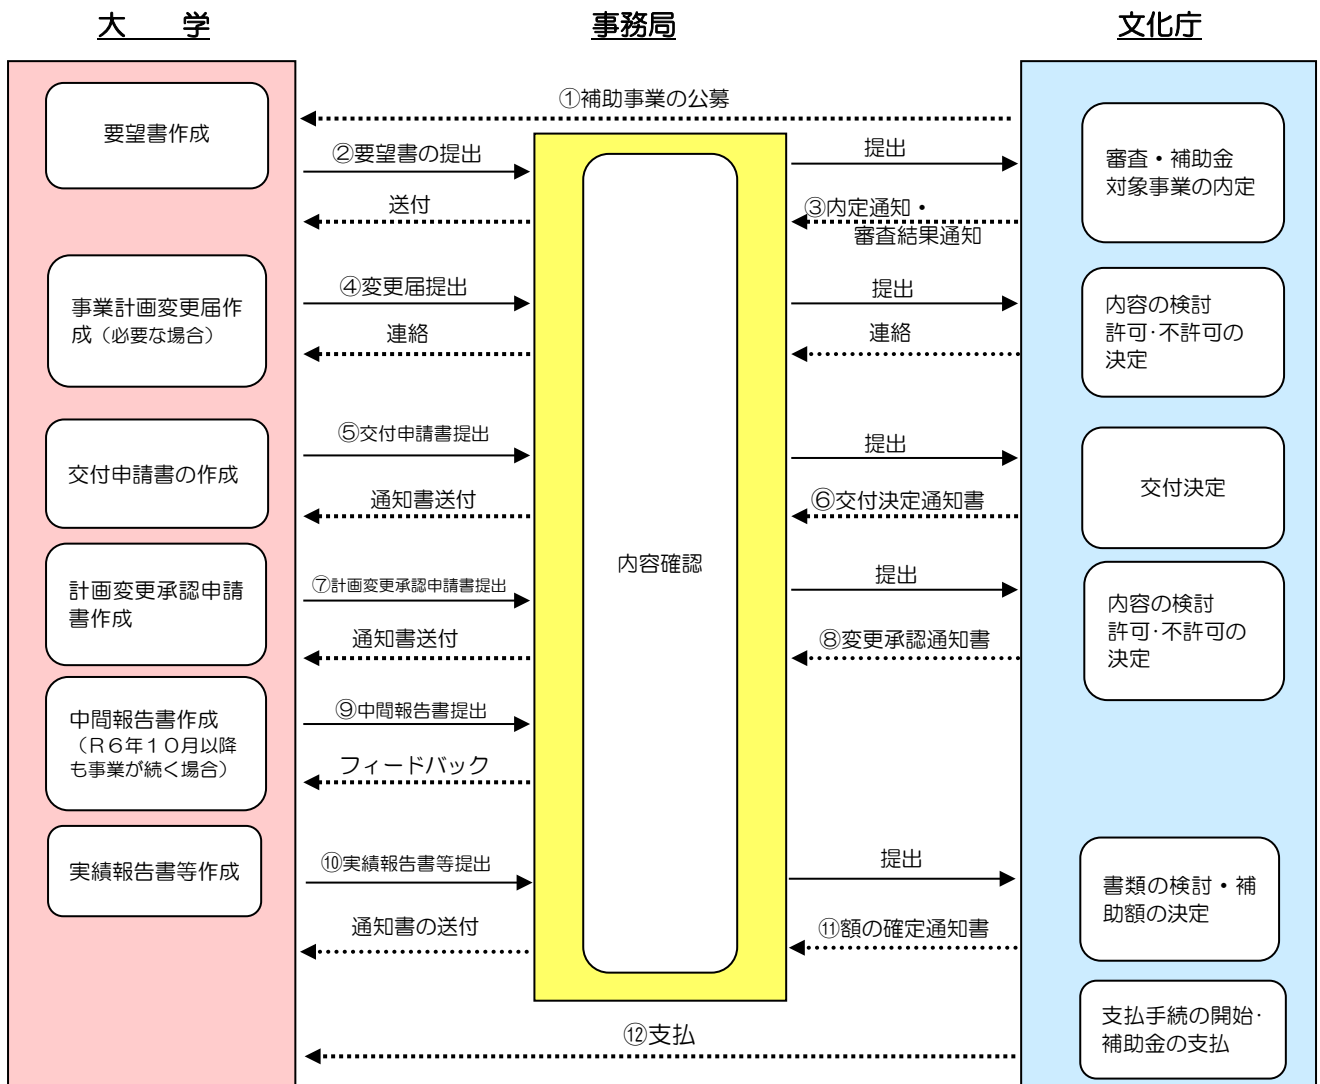 大　学
事務局
文化庁
①補助事業の公募
要望書作成
②要望書の提出
提出
審査・補助金
対象事業の内定
送付
③内定通知・
審査結果通知
事業計画変更届作
成（必要な場合）
④変更届提出
提出
内容の検討
許可･不許可の
決定
連絡
連絡
交付申請書の作成
⑤交付申請書提出
提出
交付決定
通知書送付
⑥交付決定通知書
内容確認
計画変更承認申請
書作成
⑦計画変更承認申請書提出
提出
内容の検討
許可･不許可の
決定
通知書送付
⑧変更承認通知書
中間報告書作成
（Ｒ６年１０月以降
も事業が続く場合）
⑨中間報告書提出
フィードバック
実績報告書等作成
⑩実績報告書等提出
提出
書類の検討・補
助額の決定
通知書の送付
⑪額の確定通知書
⑫支払
支払手続の開始･
補助金の支払